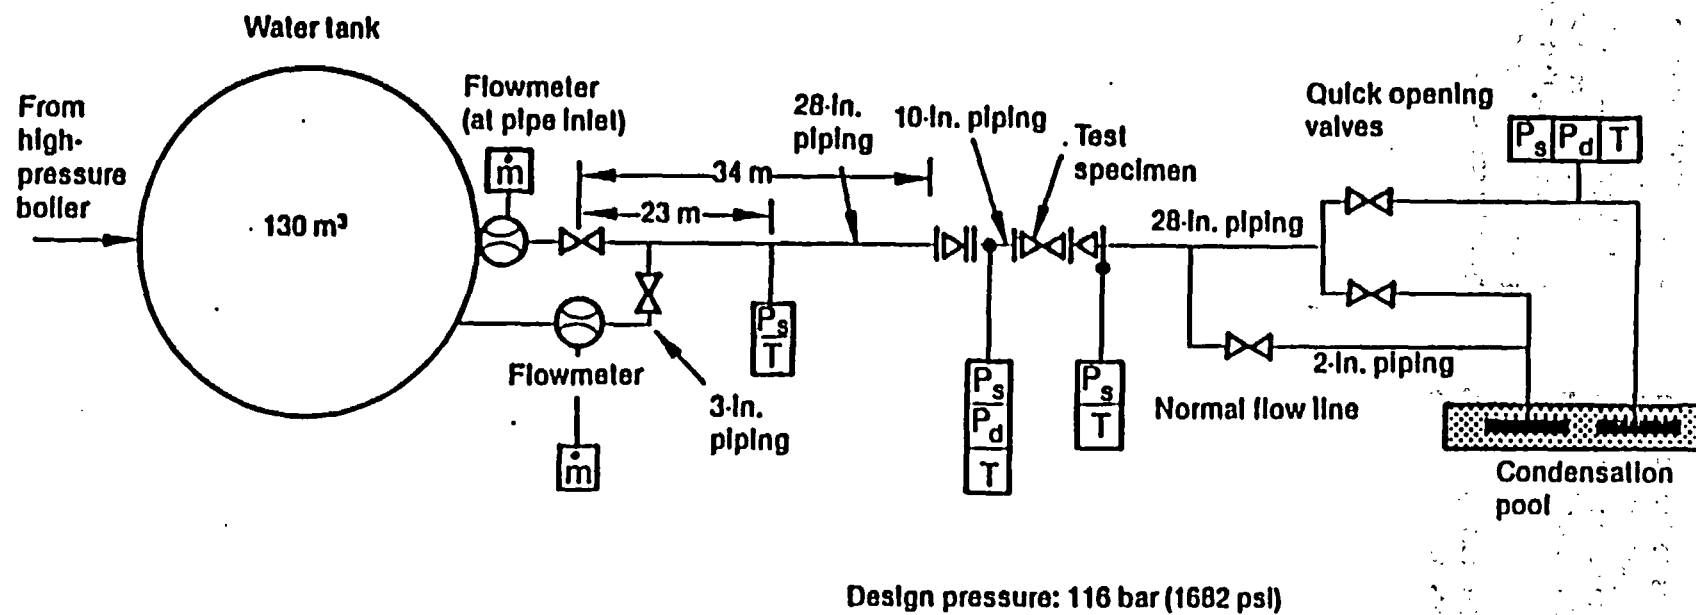 Water tank
From
high-
pressure
boiler
130 m³
Flowmeter
(at pipe inlet)
ṁ
34 m
23 m
28-in.
piping
10-in. piping
Test
specimen
Quick opening
valves
Ps Pd T
28-in. piping
Ps
T
Flowmeter
ṁ
3-in.
piping
Ps
Pd
T
Ps
T
2-in. piping
Normal flow line
Condensation
pool
Design pressure: 116 bar (1682 psi)